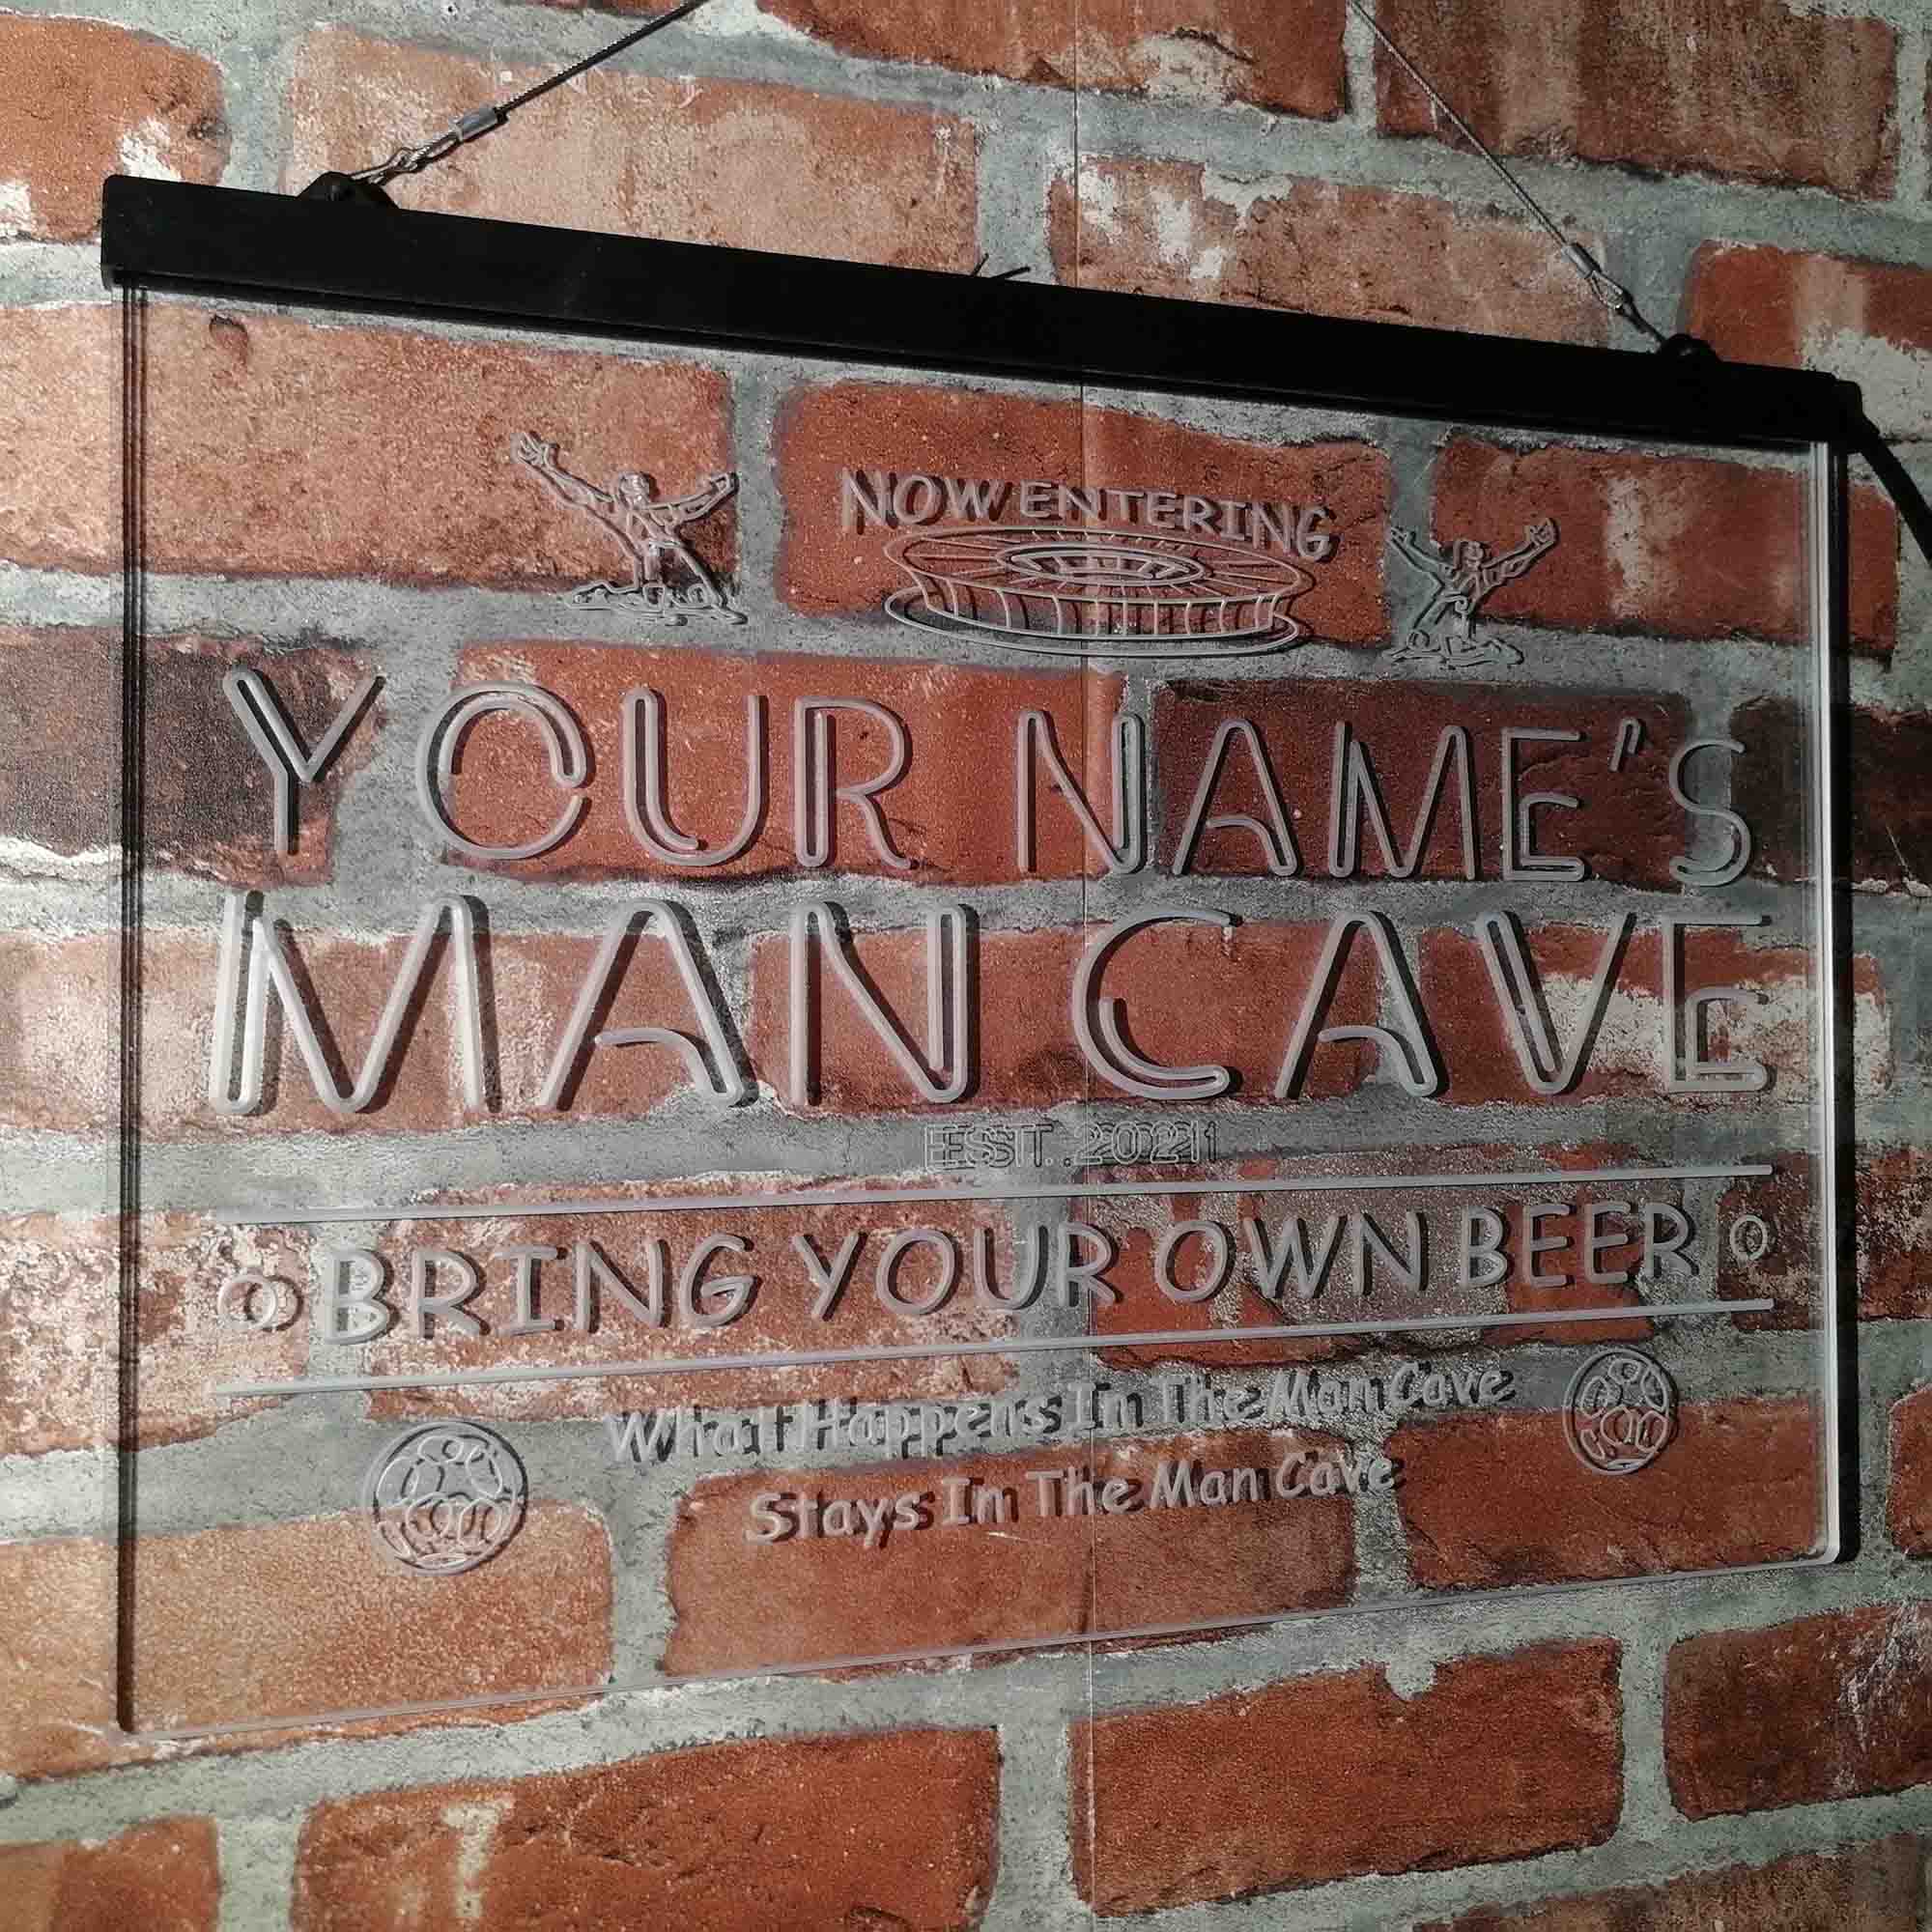 NOW ENTERING
YOUR NAME'S
MAN CAVE
EST. 2021
BRING YOUR OWN BEER
What Happens In The Man Cave
Stays In The Man Cave